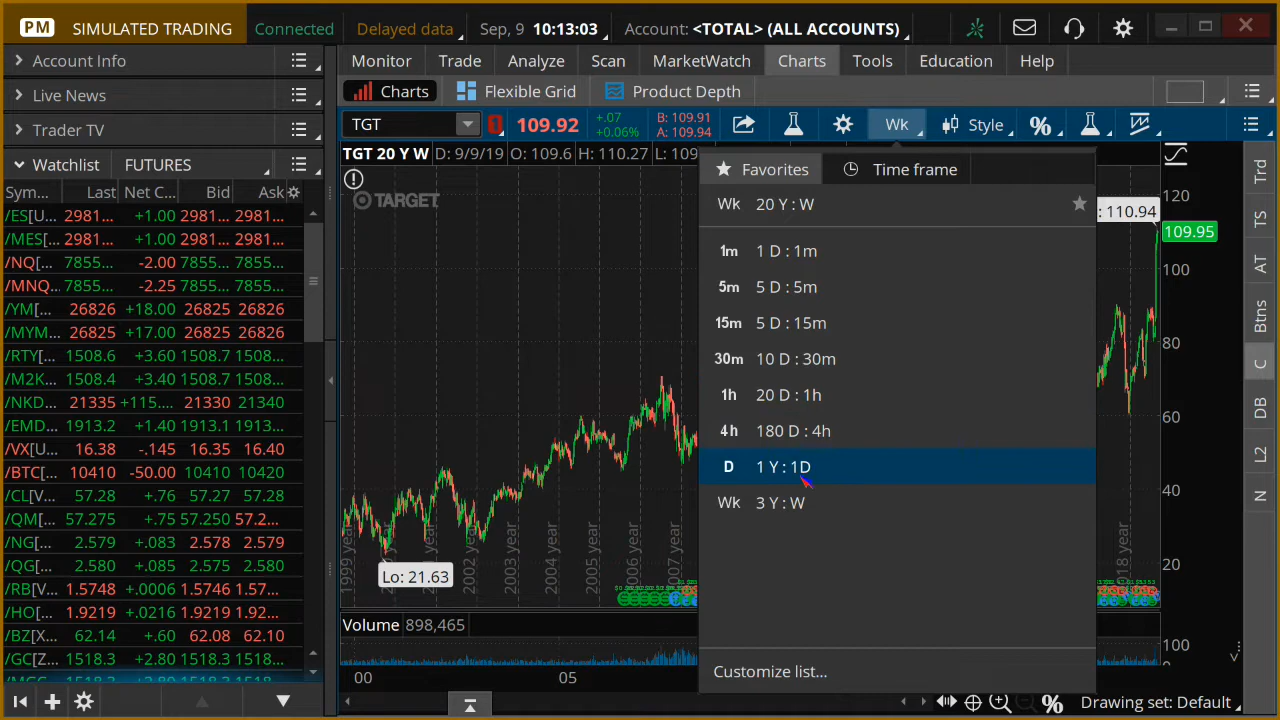 PM SIMULATED TRADING Connected Delayed data Sep, 9 10:13:03 Account: <TOTAL> (ALL ACCOUNTS)
Account Info
Live News
Trader TV
Watchlist FUTURES
Sym... Last Net C... Bid Ask
/ES[U... 2981... +1.00 2981... 2981...
/MES[... 2981... +1.00 2981... 2981...
/NQ[... 7855... -2.00 7855... 7855...
/MNQ... 7855... -2.25 7855... 7855...
/YM[... 26826 +18.00 26825 26826
/MYM... 26825 +17.00 26825 26826
/RTY[... 1508.6 +3.60 1508.7 1508...
/M2K... 1508.4 +3.40 1508.7 1508...
/NKD... 21335 +115.... 21330 21340
/EMD... 1913.2 +1.40 1913.1 1913...
/VX[U... 16.38 -.145 16.35 16.40
/BTC[... 10410 -50.00 10410 10420
/CL[V... 57.28 +.76 57.27 57.28
/QM[... 57.275 +.75 57.250 57.2...
/NG[... 2.579 +.083 2.578 2.579
/QG[... 2.580 +.085 2.575 2.580
/RB[V... 1.5748 +.0006 1.5746 1.5749
/HO[... 1.9219 +.0216 1.9216 1.9219
/BZ[X... 62.14 +.60 62.08 62.10
/GC[Z... 1518.3 +2.80 1518.3 1518...
Monitor Trade Analyze Scan MarketWatch Charts Tools Education Help
Charts Flexible Grid Product Depth
TGT 1 109.92 +.07 +0.06% B: 109.91 A: 109.94 Wk Style %
TGT 20 Y W D: 9/9/19 O: 109.6 H: 110.27 L: 109
TARGET
Favorites Time frame
Wk 20 Y : W
1m 1 D : 1m
5m 5 D : 5m
15m 5 D : 15m
30m 10 D : 30m
1h 20 D : 1h
4h 180 D : 4h
D 1 Y : 1D
Wk 3 Y : W
Customize list...
: 110.94
120
109.95
100
80
60
40
20
Lo: 21.63
1999 year
2002 year
2003 year
2004 year
2005 year
2006 year
2007 year
Volume 898,465
100
0
00 05
Drawing set: Default
Trd
TS
AT
Btns
C
DB
L2
N